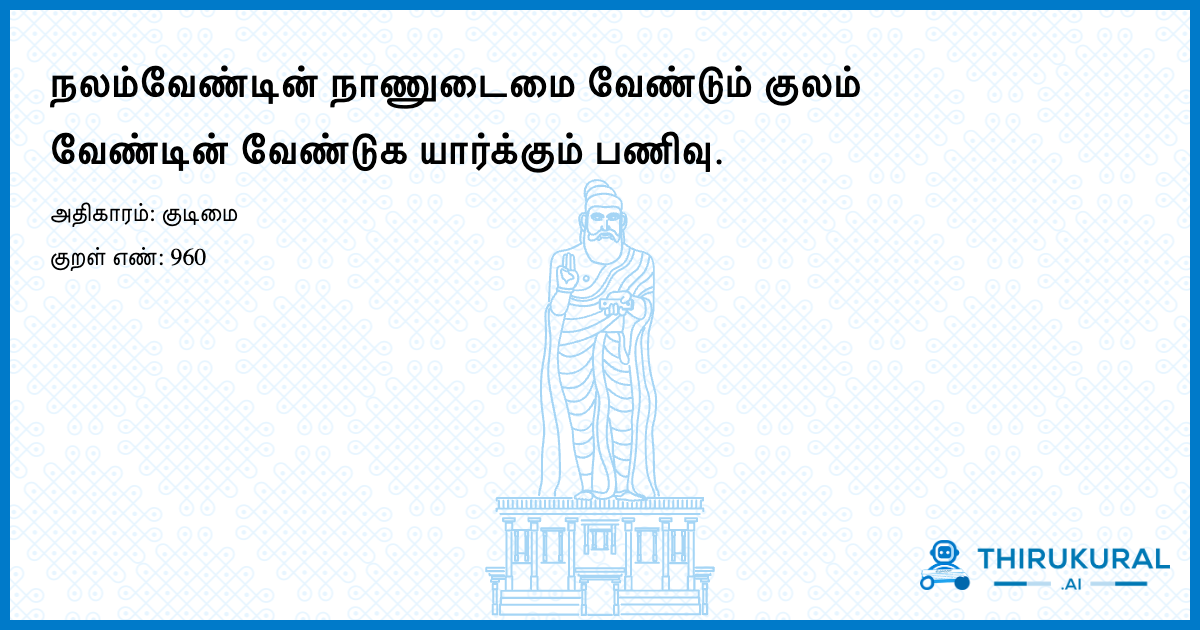 நலம்வேண்டின் நாணுடைமை வேண்டும் குலம்
வேண்டின் வேண்டுக யார்க்கும் பணிவு.
அதிகாரம்: குடிமை
குறள் எண்: 960
THIRUKURAL
.AI